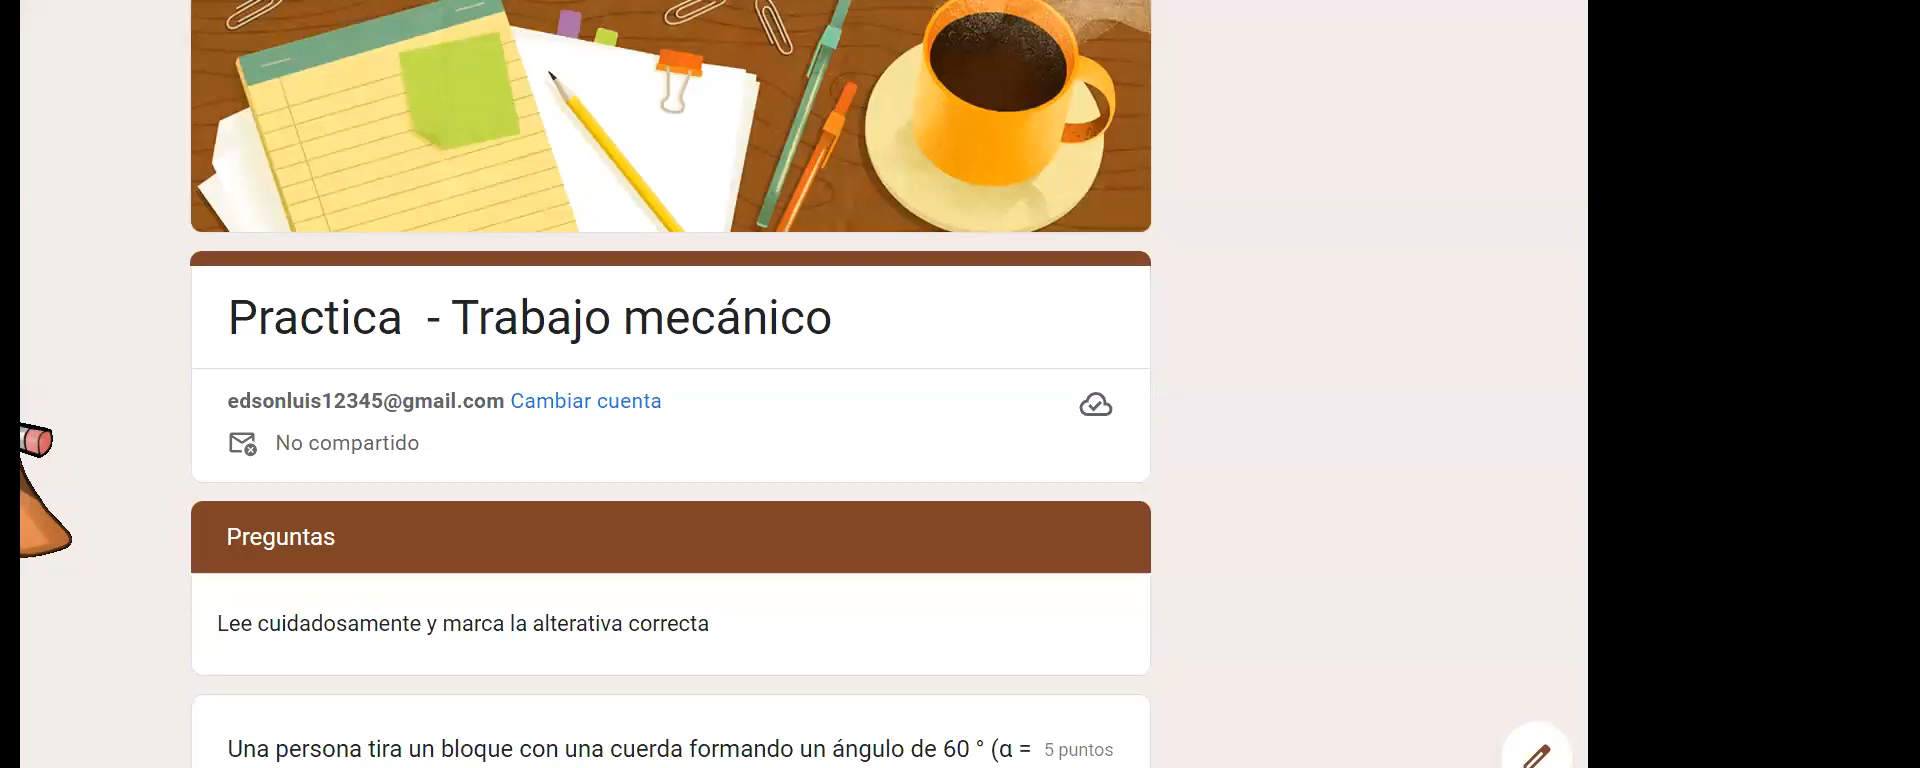 Practica - Trabajo mecánico
edsonluis12345@gmail.com Cambiar cuenta
No compartido
Preguntas
Lee cuidadosamente y marca la alterativa correcta
Una persona tira un bloque con una cuerda formando un ángulo de 60 ° (α = 5 puntos